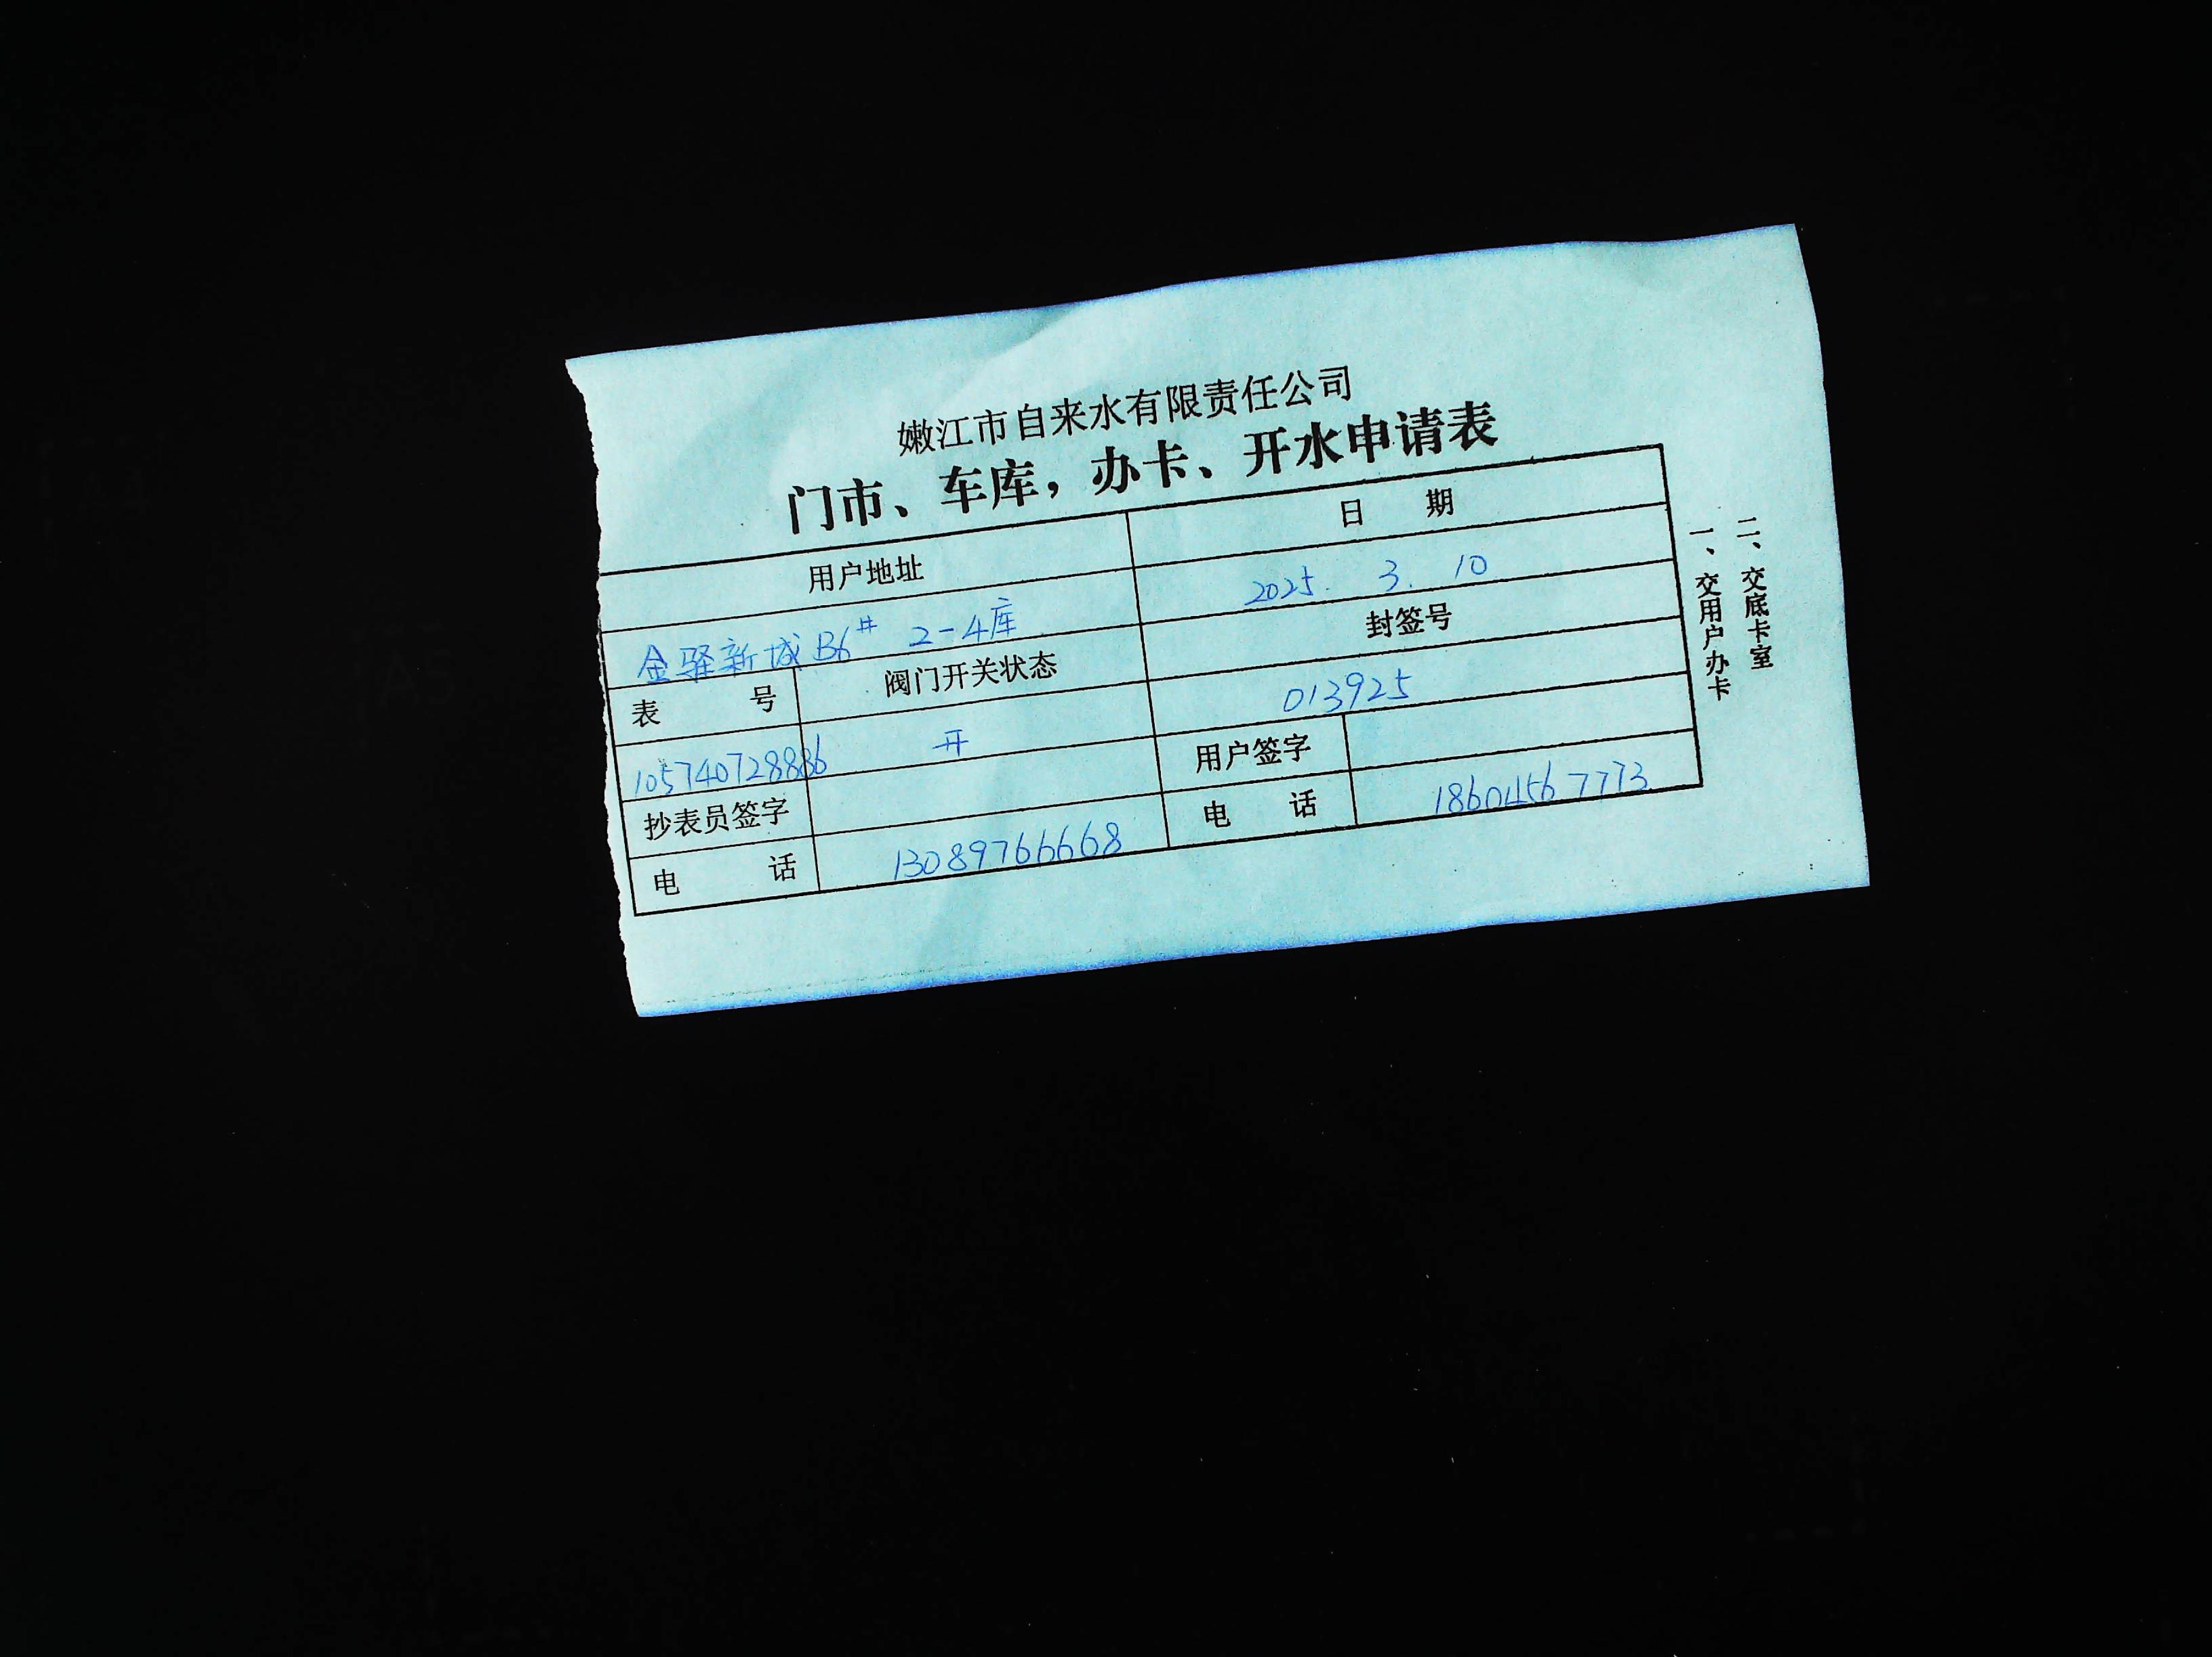 嫩江市自来水有限责任公司
门市、车库，办卡、开水申请表
用户地址 日 期
金驿新城B6# 2-4库 2025. 3. 10
表 号 阀门开关状态 封签号
105740728886 开 013925
抄表员签字 用户签字
电 话 13089766668 电 话 18604567773
一、交用户办卡
二、交底卡室